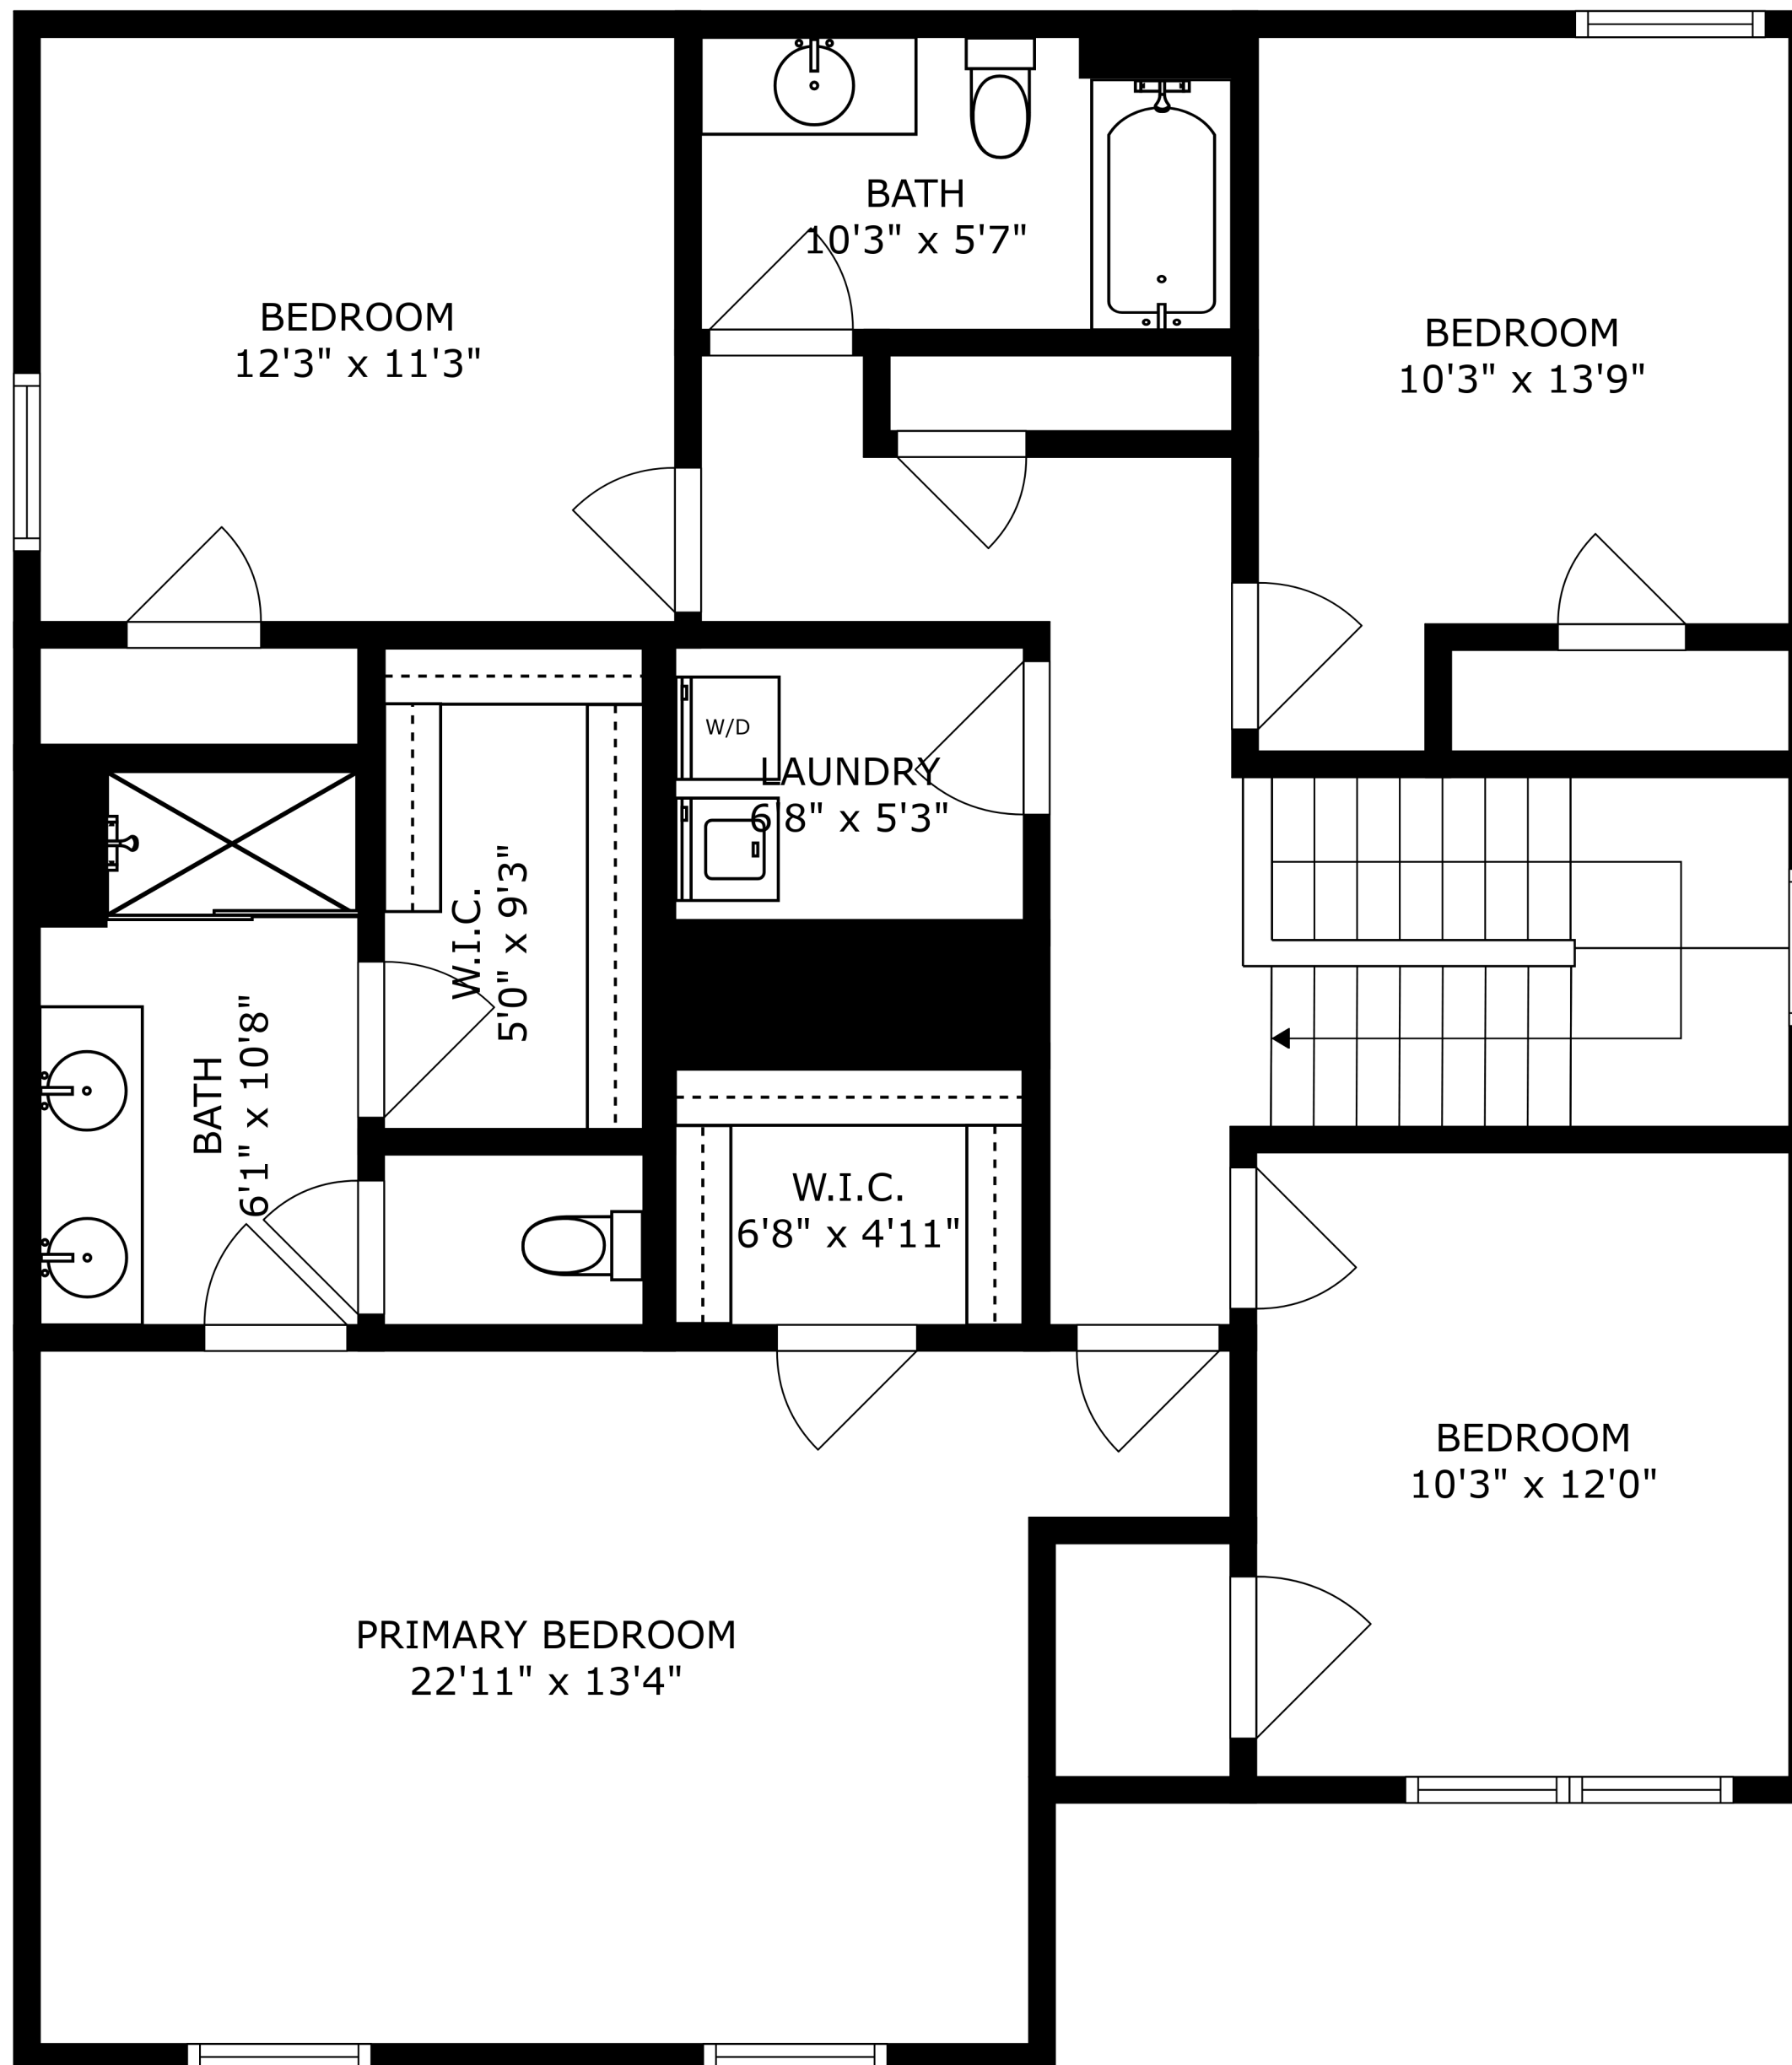 BATH
10'3" x 5'7"
BEDROOM
12'3" x 11'3"
BEDROOM
10'3" x 13'9"
W/D
LAUNDRY
6'8" x 5'3"
W.I.C.
5'0" x 9'3"
BATH
6'1" x 10'8"
W.I.C.
6'8" x 4'11"
BEDROOM
10'3" x 12'0"
PRIMARY BEDROOM
22'11" x 13'4"